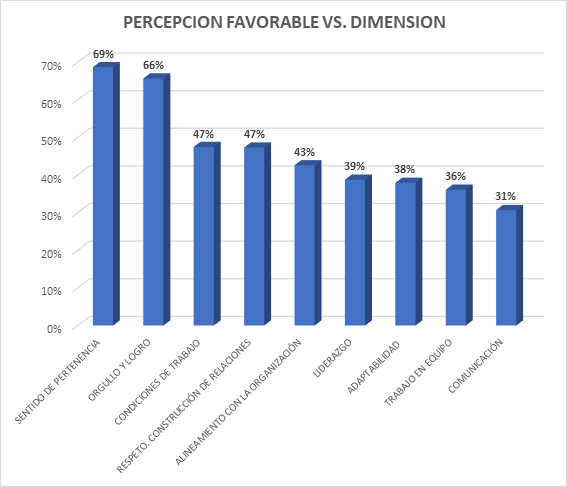 PERCEPCION FAVORABLE VS. DIMENSION
69%
66%
47%
47%
43%
39%
38%
36%
31%
70%
60%
50%
40%
30%
20%
10%
0%
SENTIDO DE PERTENENCIA
ORGULLO Y LOGRO
CONDICIONES DE TRABAJO
RESPETO. CONSTRUCCIÓN DE RELACIONES
ALINEAMIENTO CON LA ORGANIZACIÓN
LIDERAZGO
ADAPTABILIDAD
TRABAJO EN EQUIPO
COMUNICACIÓN